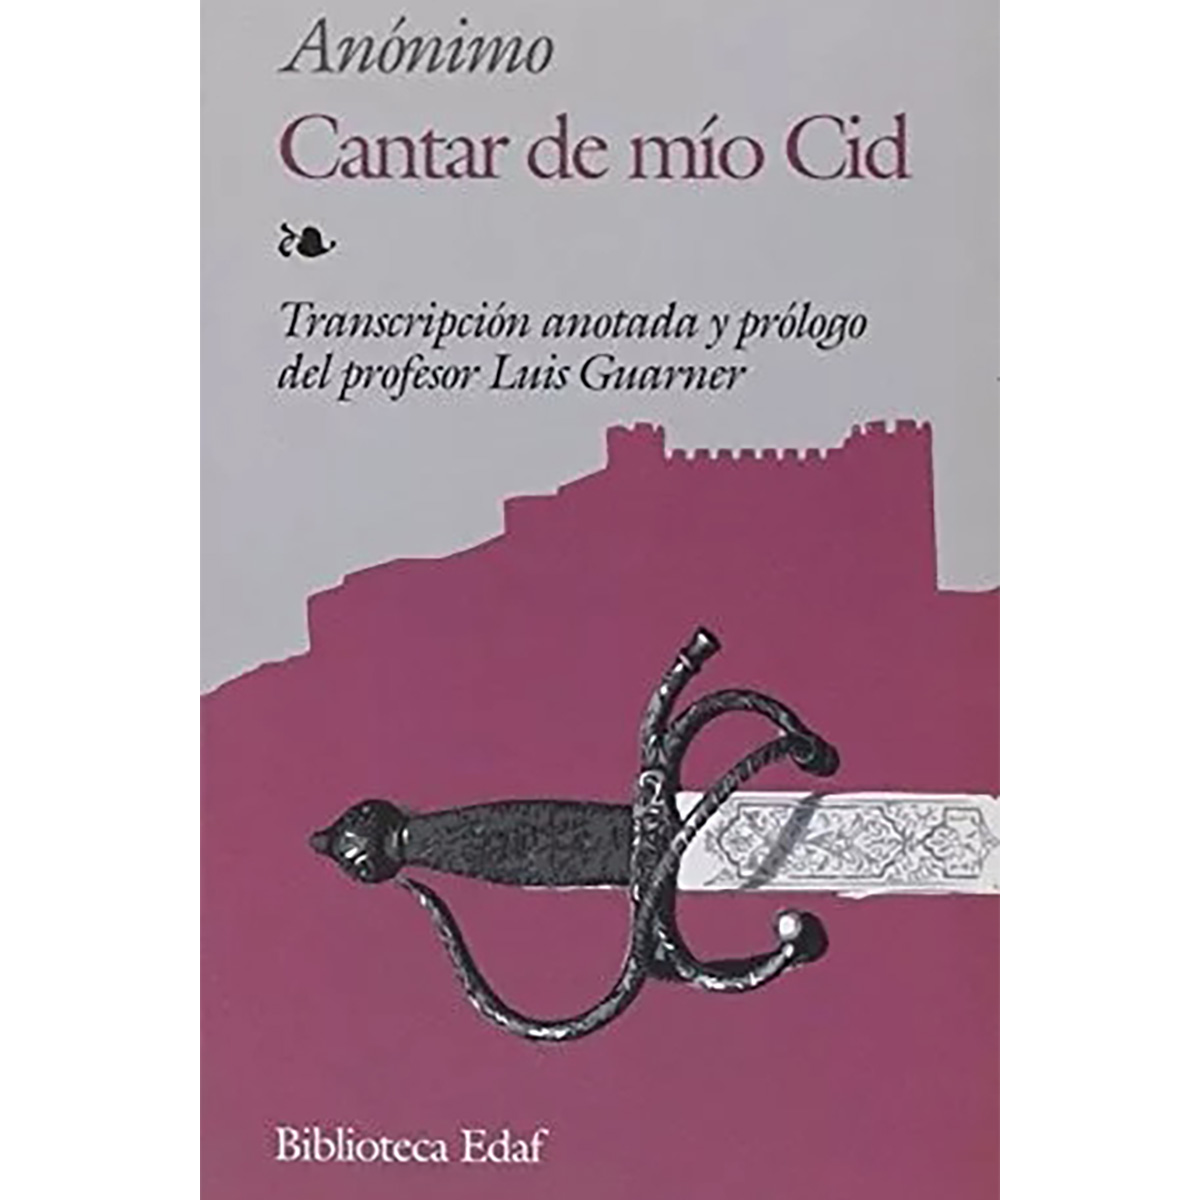 Anónimo
Cantar de mío Cid
Transcripción anotada y prólogo
del profesor Luis Guarner
Biblioteca Edaf